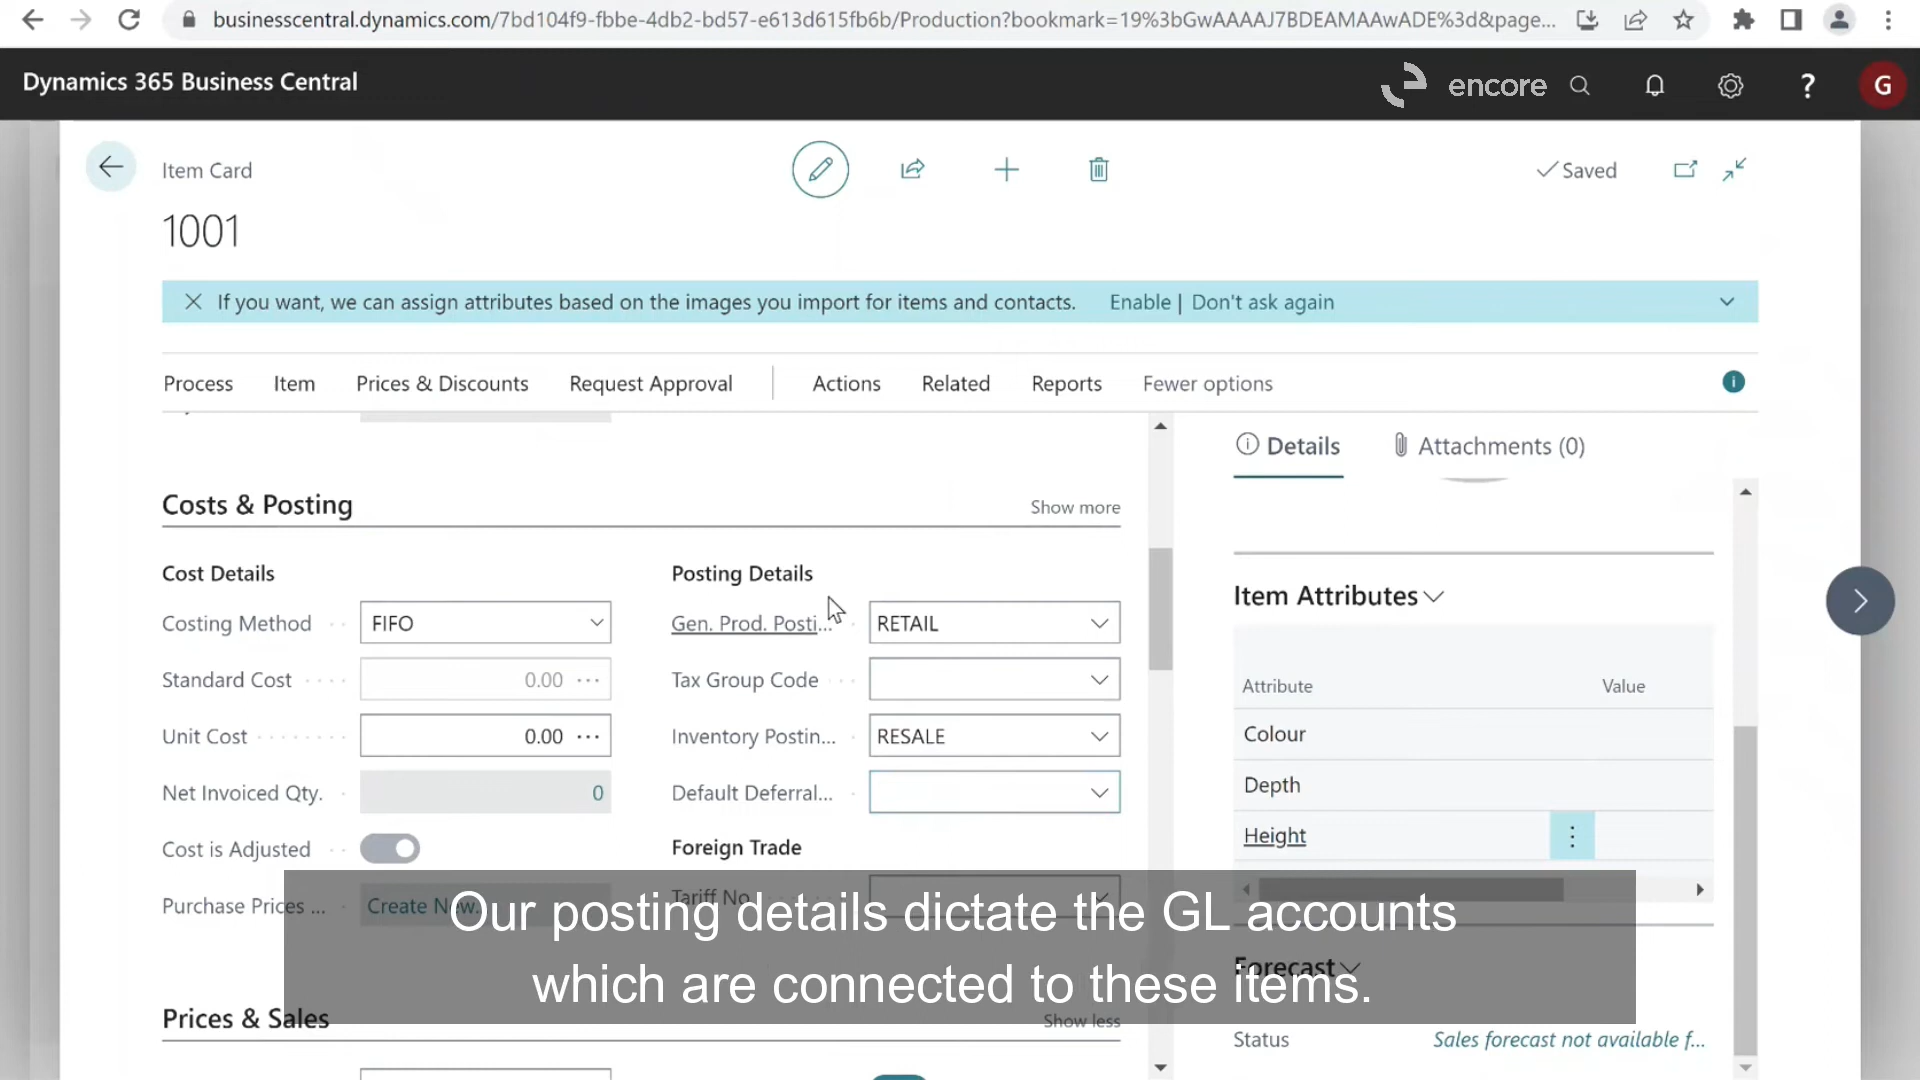 businesscentral.dynamics.com/7bd104f9-fbbe-4db2-bd57-e613d615fb6b/Production?bookmark=19%3bGwAAAAJ7BDEAMAAwADE%3d&page...
Dynamics 365 Business Central
encore
?
G
Item Card
Saved
1001
If you want, we can assign attributes based on the images you import for items and contacts. Enable | Don't ask again
Process Item Prices & Discounts Request Approval Actions Related Reports Fewer options
Details Attachments (0)
Costs & Posting Show more
Cost Details
Costing Method FIFO
Standard Cost 0.00 ...
Unit Cost 0.00 ...
Net Invoiced Qty. 0
Cost is Adjusted
Purchase Prices ... Create New...
Posting Details
Gen. Prod. Posti... RETAIL
Tax Group Code
Inventory Postin... RESALE
Default Deferral...
Foreign Trade
Tariff No.
Item Attributes
Attribute Value
Colour
Depth
Height
Forecast
Status Sales forecast not available f...
Our posting details dictate the GL accounts
which are connected to these items.
Prices & Sales Show less